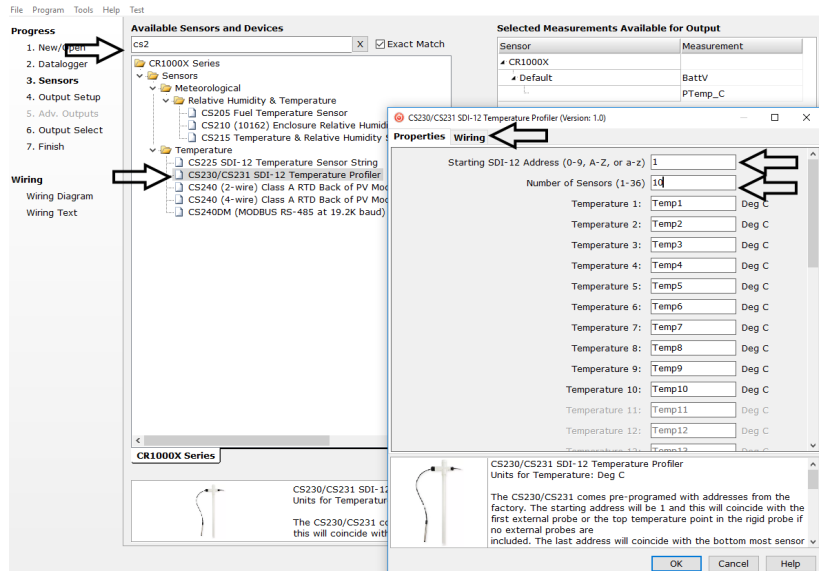 File Program Tools Help Test
Progress
1. New/Open
2. Datalogger
3. Sensors
4. Output Setup
5. Adv. Outputs
6. Output Select
7. Finish
Wiring
Wiring Diagram
Wiring Text
Available Sensors and Devices
cs2
X
Exact Match
CR1000X Series
Sensors
Meteorological
Relative Humidity & Temperature
CS205 Fuel Temperature Sensor
CS210 (10162) Enclosure Relative Humidi
CS215 Temperature & Relative Humidity
Temperature
CS225 SDI-12 Temperature Sensor String
CS230/CS231 SDI-12 Temperature Profiler
CS240 (2-wire) Class A RTD Back of PV Mod
CS240 (4-wire) Class A RTD Back of PV Mod
CS240DM (MODBUS RS-485 at 19.2K baud)
CR1000X Series
CS230/CS231 SDI-12
Units for Temperatur
The CS230/CS231 co
this will coincide with
Selected Measurements Available for Output
Sensor Measurement
CR1000X
Default BattV
PTemp_C
CS230/CS231 SDI-12 Temperature Profiler (Version: 1.0)
Properties Wiring
Starting SDI-12 Address (0-9, A-Z, or a-z) 1
Number of Sensors (1-36) 10
Temperature 1: Temp1 Deg C
Temperature 2: Temp2 Deg C
Temperature 3: Temp3 Deg C
Temperature 4: Temp4 Deg C
Temperature 5: Temp5 Deg C
Temperature 6: Temp6 Deg C
Temperature 7: Temp7 Deg C
Temperature 8: Temp8 Deg C
Temperature 9: Temp9 Deg C
Temperature 10: Temp10 Deg C
Temperature 11: Temp11 Deg C
Temperature 12: Temp12 Deg C
Temperature 13: Temp13 Deg C
CS230/CS231 SDI-12 Temperature Profiler
Units for Temperature: Deg C
The CS230/CS231 comes pre-programed with addresses from the
factory. The starting address will be 1 and this will coincide with the
first external probe or the top temperature point in the rigid probe if
no external probes are
included. The last address will coincide with the bottom most sensor
OK Cancel Help